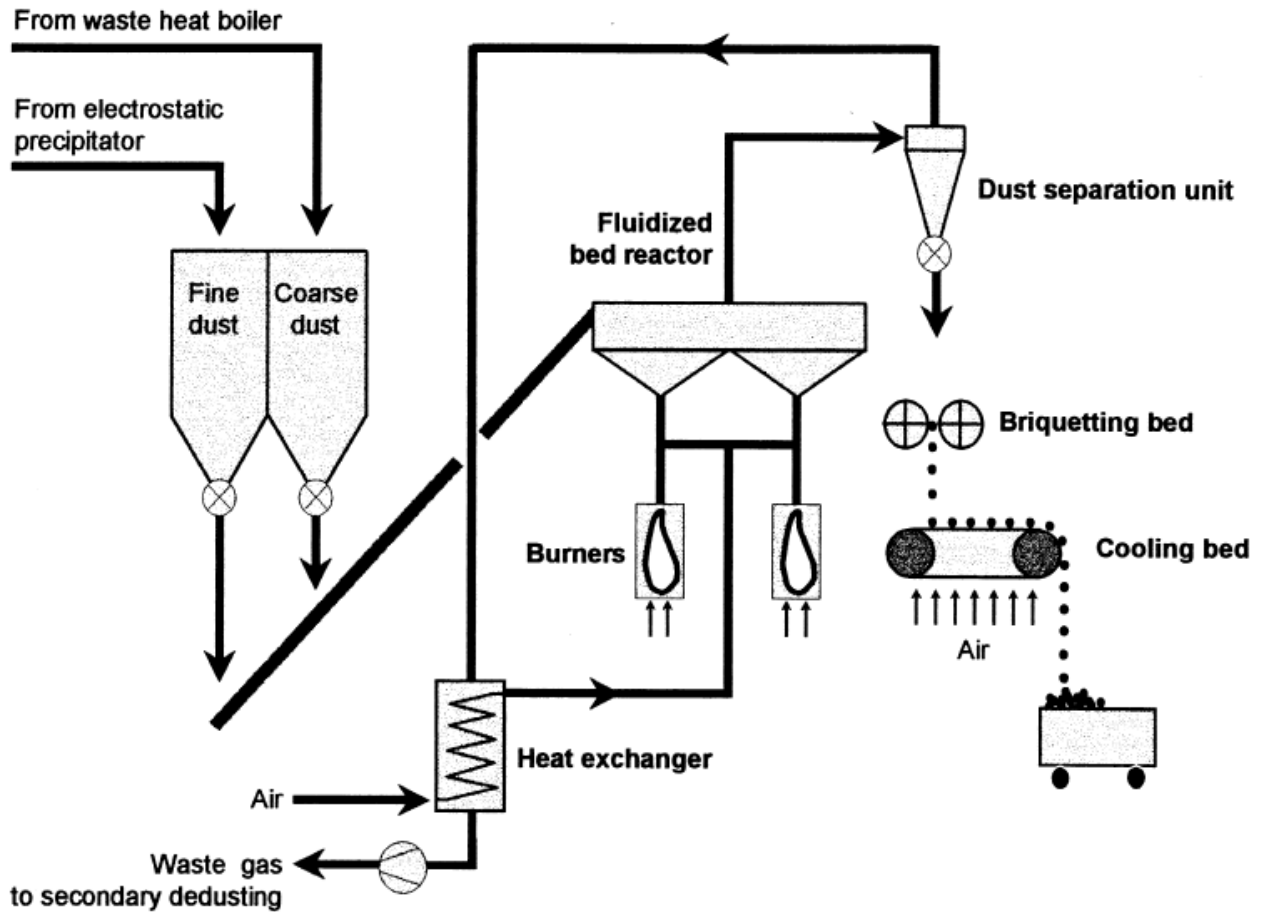 From waste heat boiler
From electrostatic
precipitator
Fine
dust
Coarse
dust
Fluidized
bed reactor
Dust separation unit
Briquetting bed
Burners
Cooling bed
Air
Heat exchanger
Air
Waste gas
to secondary dedusting